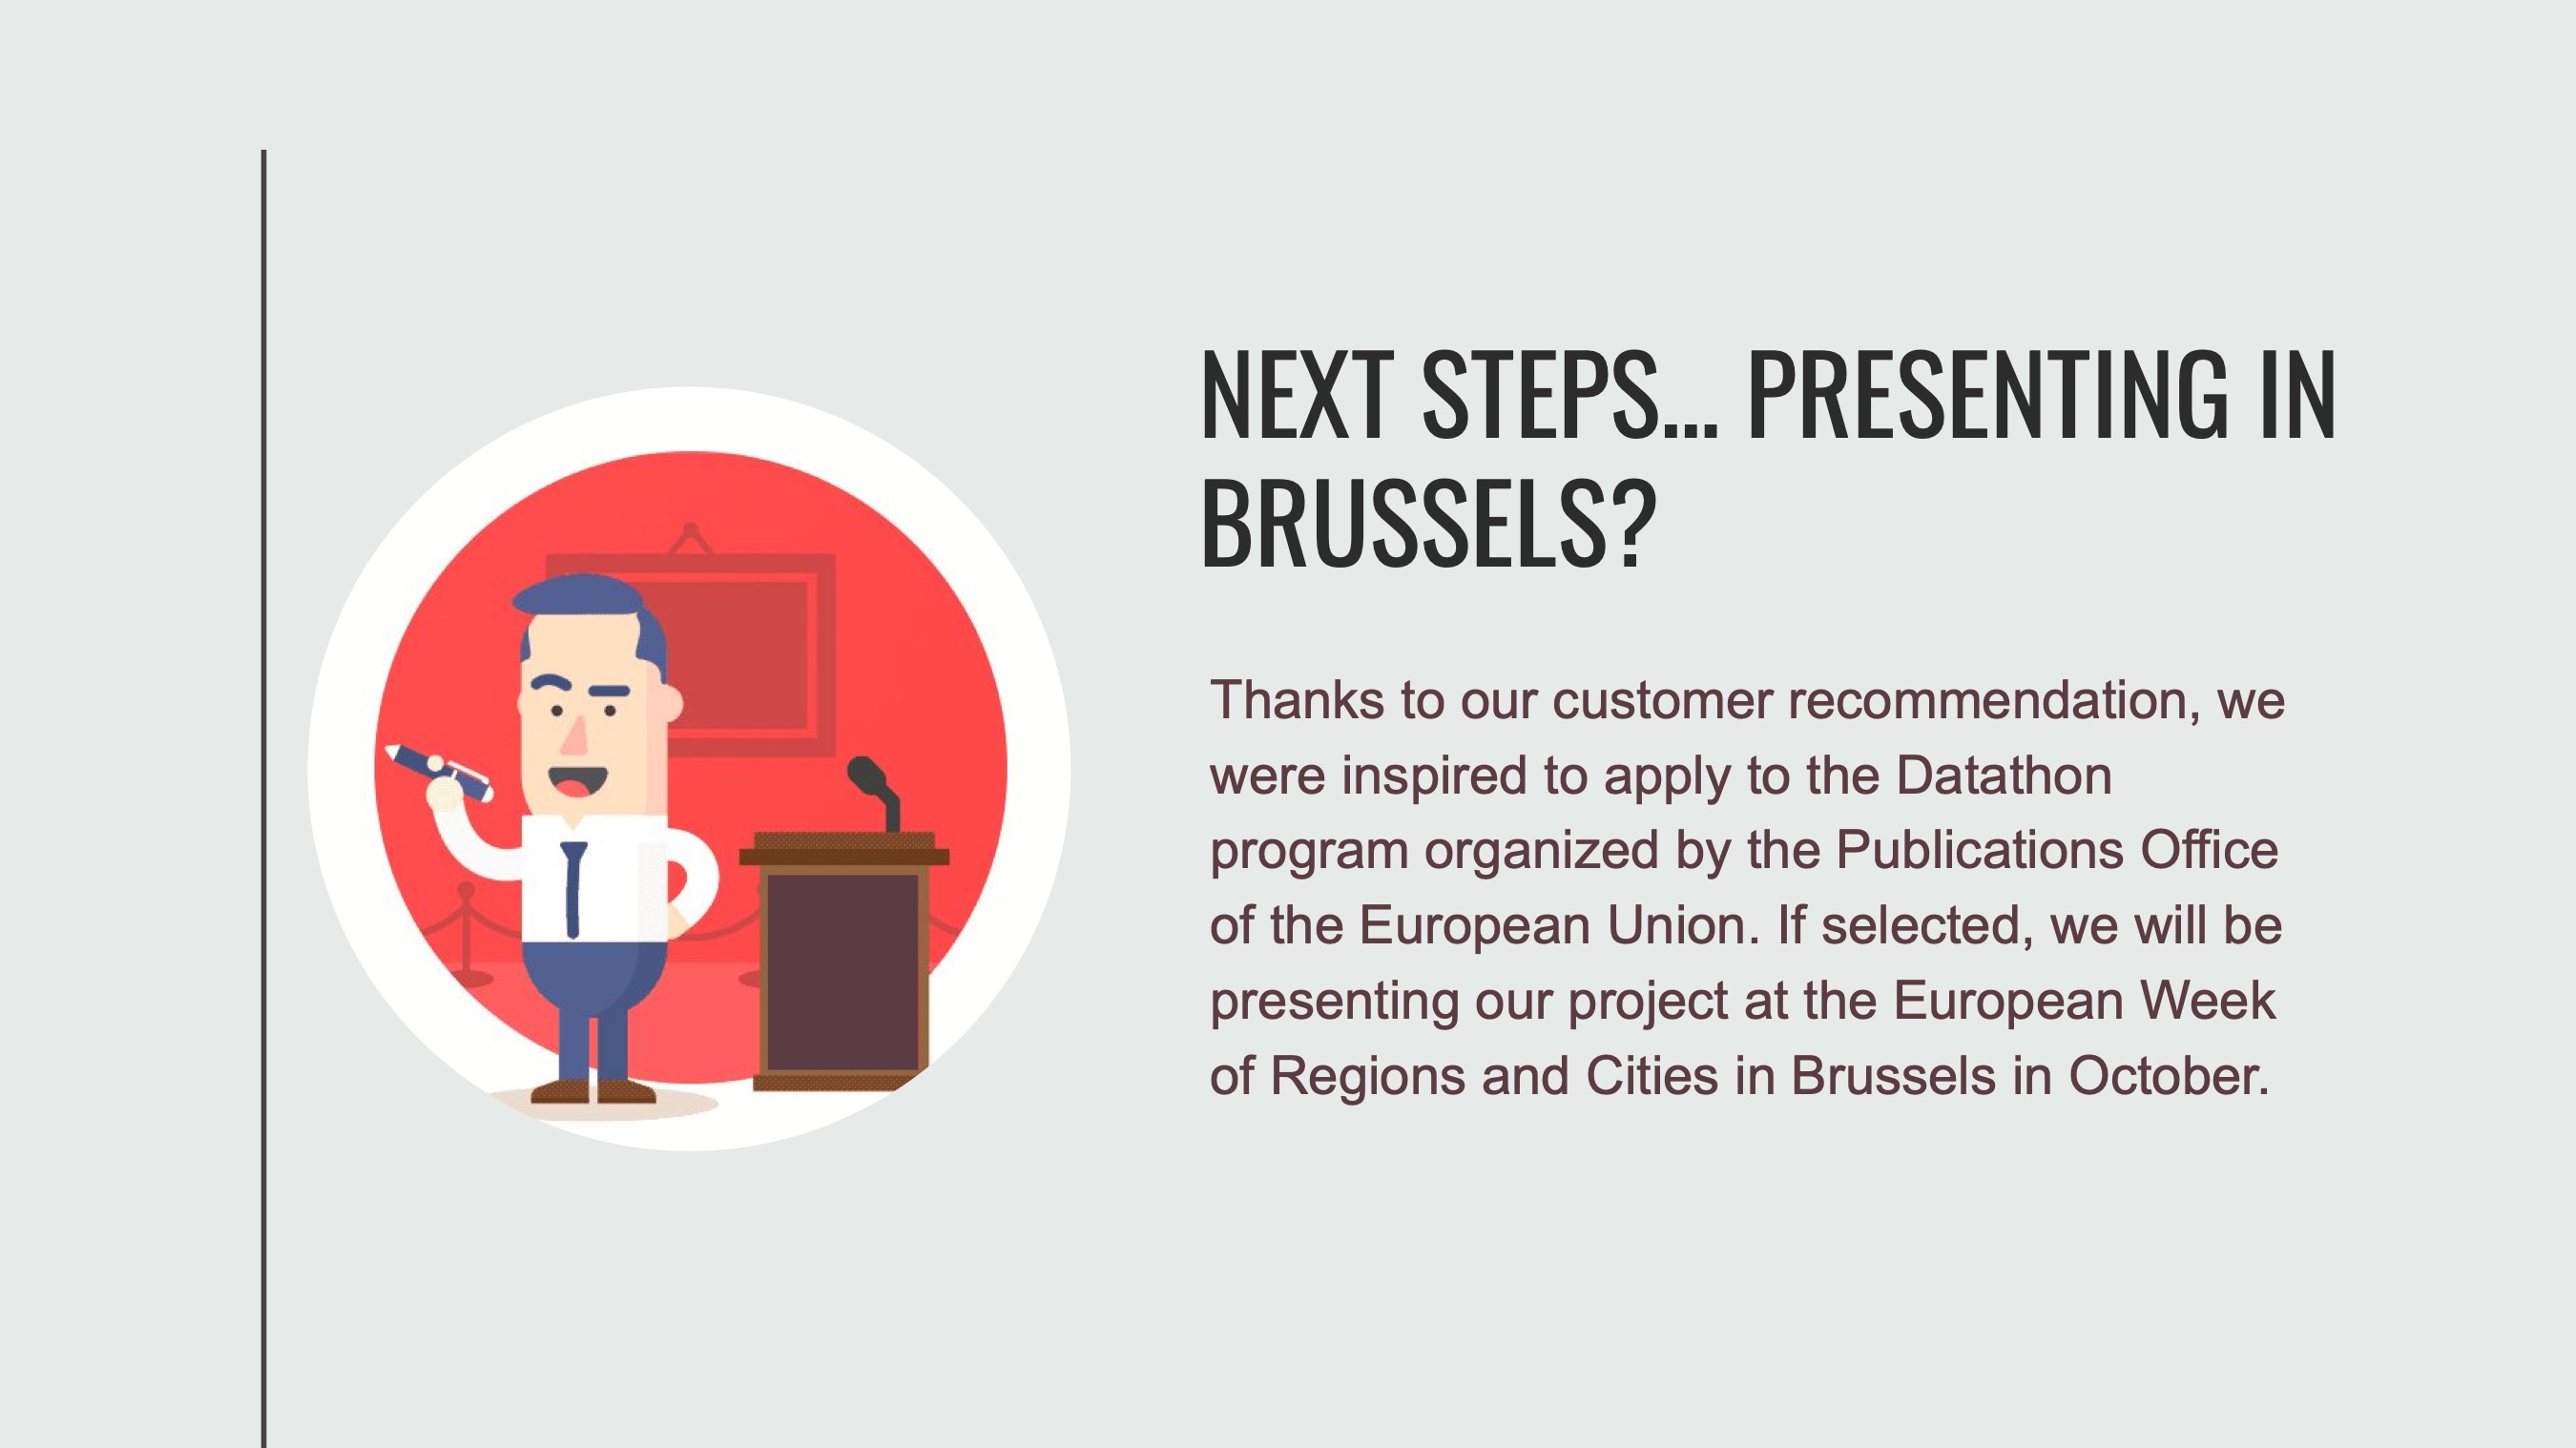 NEXT STEPS... PRESENTING IN
BRUSSELS?
Thanks to our customer recommendation, we
were inspired to apply to the Datathon
program organized by the Publications Office
of the European Union. If selected, we will be
presenting our project at the European Week
of Regions and Cities in Brussels in October.